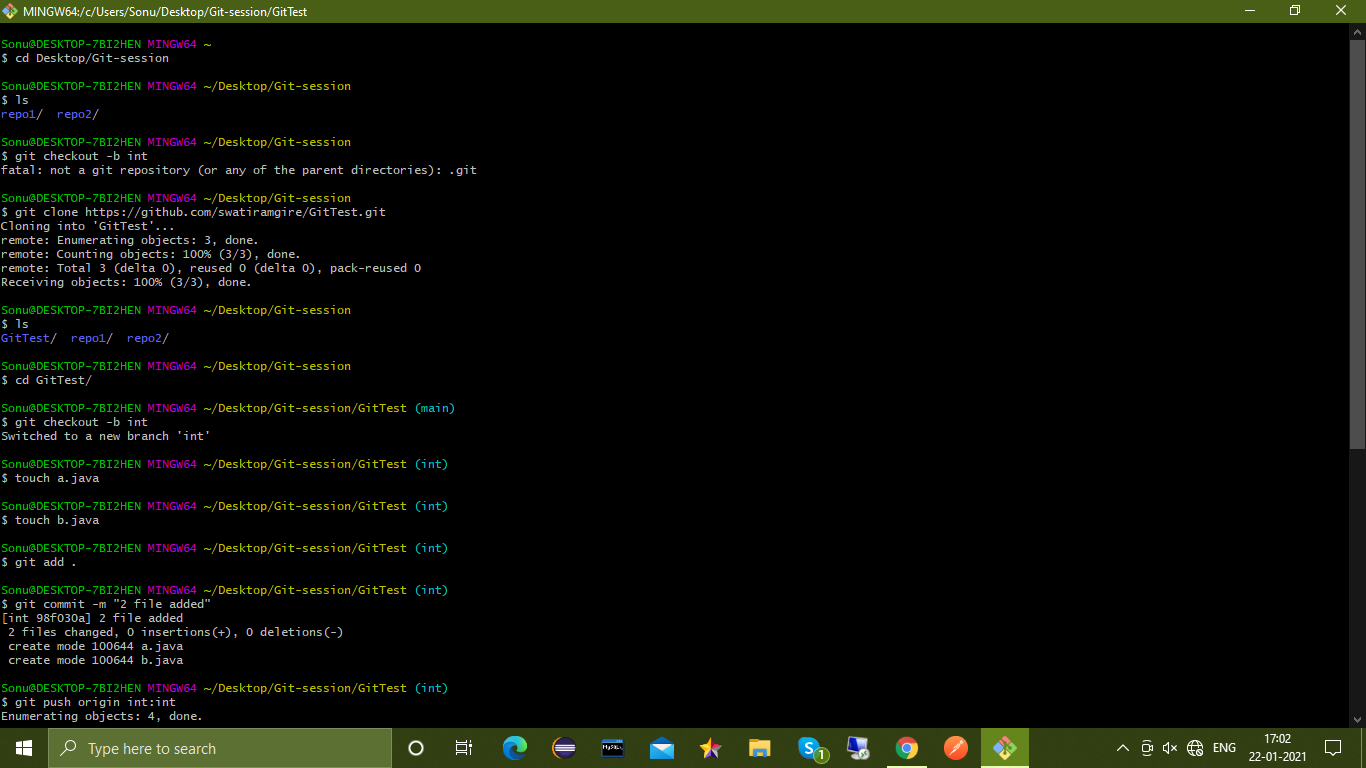 MINGW64:/c/Users/Sonu/Desktop/Git-session/GitTest
Sonu@DESKTOP-7BI2HEN MINGW64 ~
$ cd Desktop/Git-session
Sonu@DESKTOP-7BI2HEN MINGW64 ~/Desktop/Git-session
$ ls
repo1/  repo2/
Sonu@DESKTOP-7BI2HEN MINGW64 ~/Desktop/Git-session
$ git checkout -b int
fatal: not a git repository (or any of the parent directories): .git
Sonu@DESKTOP-7BI2HEN MINGW64 ~/Desktop/Git-session
$ git clone https://github.com/swatiramgire/GitTest.git
Cloning into 'GitTest'...
remote: Enumerating objects: 3, done.
remote: Counting objects: 100% (3/3), done.
remote: Total 3 (delta 0), reused 0 (delta 0), pack-reused 0
Receiving objects: 100% (3/3), done.
Sonu@DESKTOP-7BI2HEN MINGW64 ~/Desktop/Git-session
$ ls
GitTest/  repo1/  repo2/
Sonu@DESKTOP-7BI2HEN MINGW64 ~/Desktop/Git-session
$ cd GitTest/
Sonu@DESKTOP-7BI2HEN MINGW64 ~/Desktop/Git-session/GitTest (main)
$ git checkout -b int
Switched to a new branch 'int'
Sonu@DESKTOP-7BI2HEN MINGW64 ~/Desktop/Git-session/GitTest (int)
$ touch a.java
Sonu@DESKTOP-7BI2HEN MINGW64 ~/Desktop/Git-session/GitTest (int)
$ touch b.java
Sonu@DESKTOP-7BI2HEN MINGW64 ~/Desktop/Git-session/GitTest (int)
$ git add .
Sonu@DESKTOP-7BI2HEN MINGW64 ~/Desktop/Git-session/GitTest (int)
$ git commit -m "2 file added"
[int 98f030a] 2 file added
 2 files changed, 0 insertions(+), 0 deletions(-)
 create mode 100644 a.java
 create mode 100644 b.java
Sonu@DESKTOP-7BI2HEN MINGW64 ~/Desktop/Git-session/GitTest (int)
$ git push origin int:int
Enumerating objects: 4, done.
Type here to search
MySQL
S 1
ENG
17:02
22-01-2021